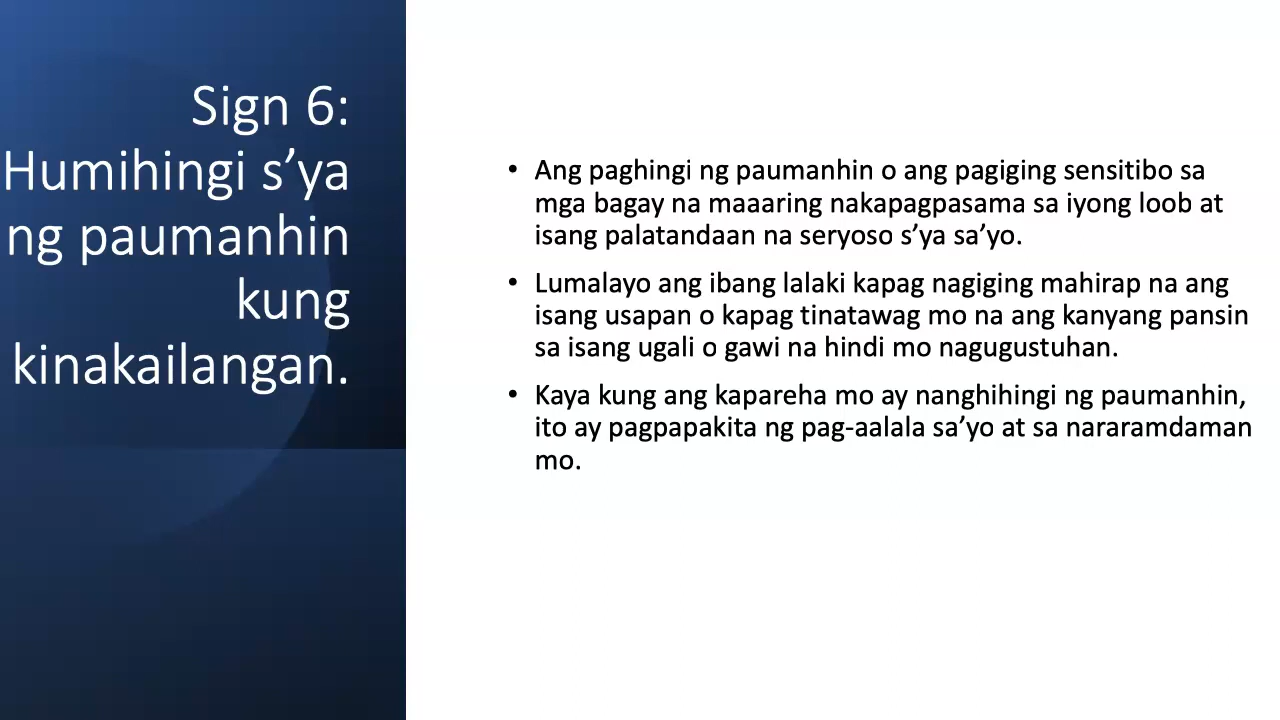 Sign 6:
Humihingi s’ya
ng paumanhin
kung
kinakailangan.
• Ang paghingi ng paumanhin o ang pagiging sensitibo sa
mga bagay na maaaring nakapagpasama sa iyong loob at
isang palatandaan na seryoso s’ya sa’yo.
• Lumalayo ang ibang lalaki kapag nagiging mahirap na ang
isang usapan o kapag tinatawag mo na ang kanyang pansin
sa isang ugali o gawi na hindi mo nagugustuhan.
• Kaya kung ang kapareha mo ay nanghihingi ng paumanhin,
ito ay pagpapakita ng pag-aalala sa’yo at sa nararamdaman
mo.